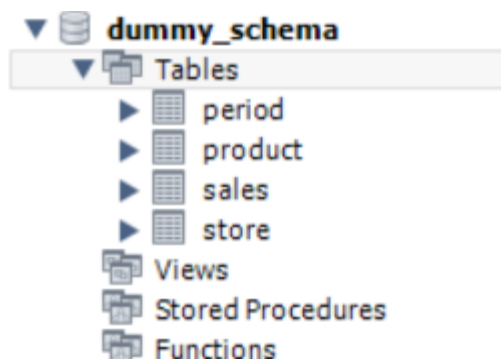 dummy_schema
Tables
period
product
sales
store
Views
Stored Procedures
Functions